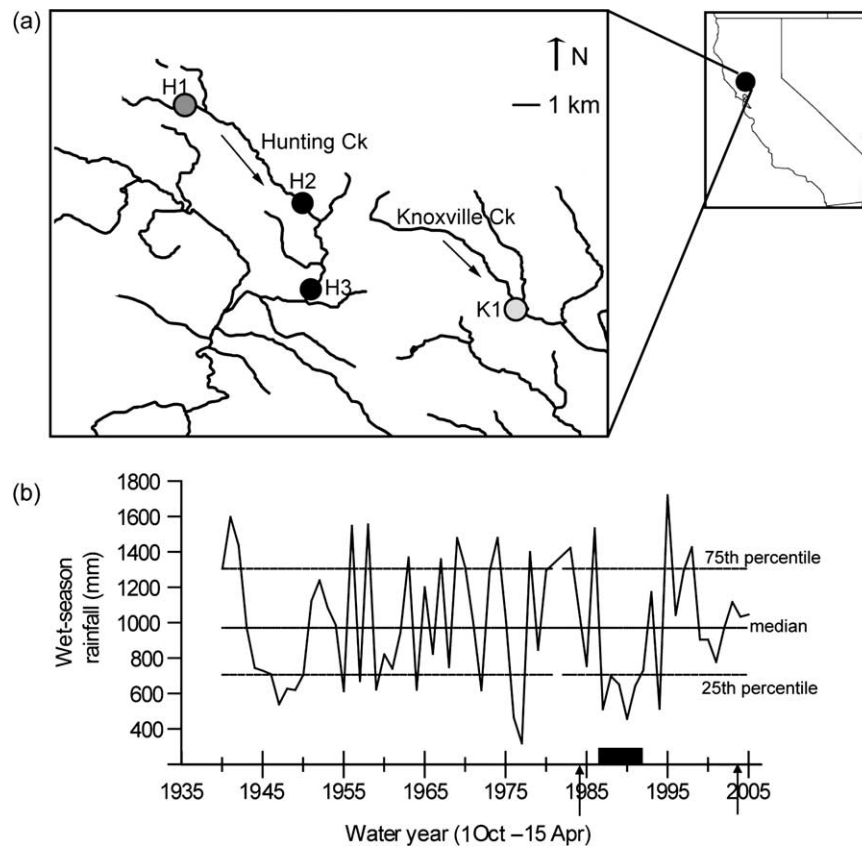 (a)
H1
N
1 km
Hunting Ck
H2
Knoxville Ck
H3
K1
(b)
1800
1600
1400
1200
1000
800
600
400
Wet-season
rainfall (mm)
75th percentile
median
25th percentile
1935 1945 1955 1965 1975 1985 1995 2005
Water year (1Oct –15 Apr)